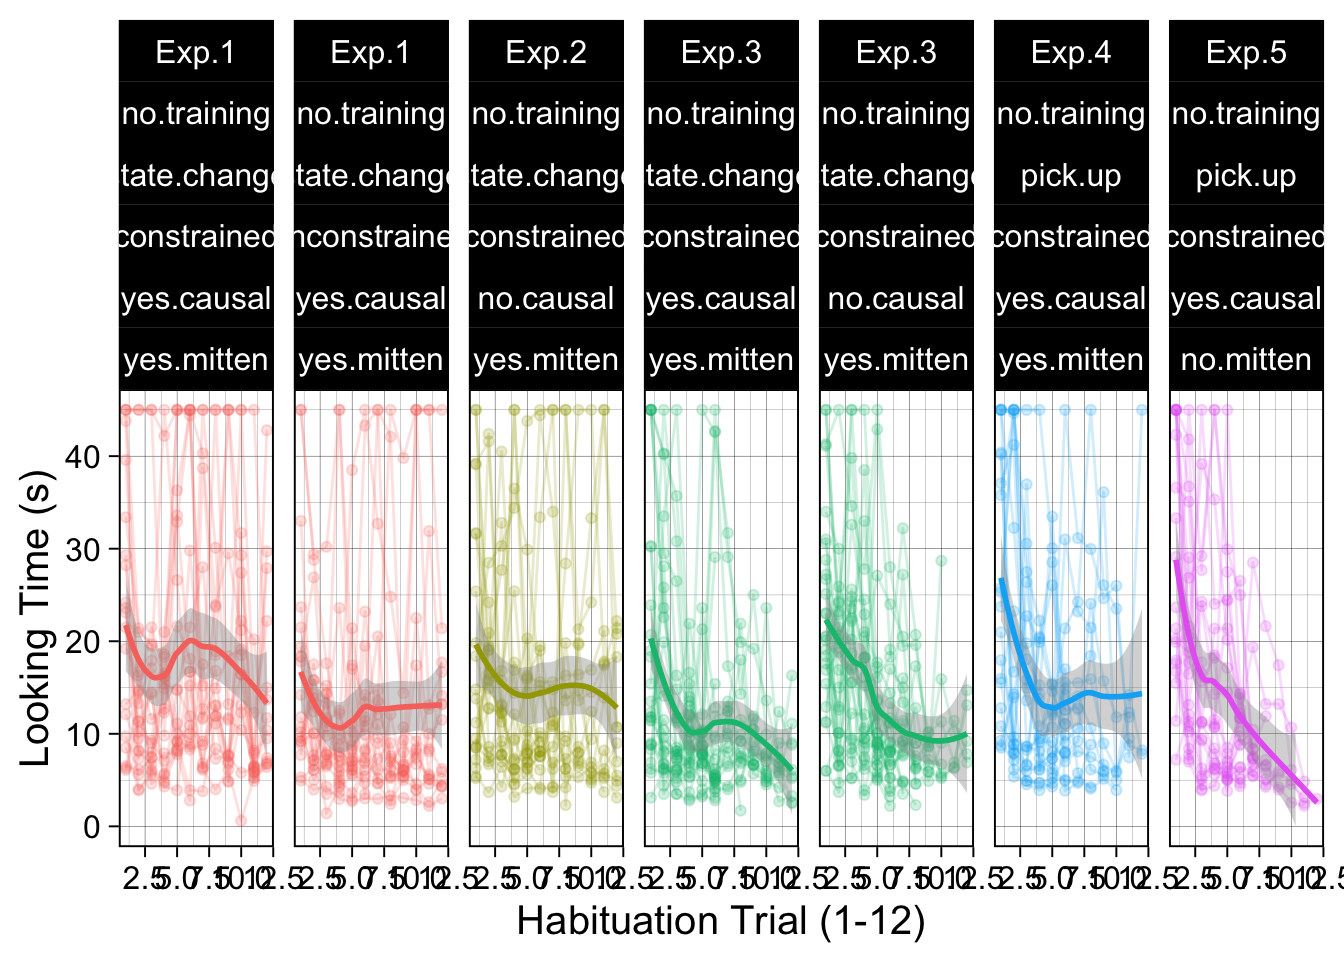 Exp.1 Exp.1 Exp.2 Exp.3 Exp.3 Exp.4 Exp.5
no.training no.training no.training no.training no.training no.training no.training
tate.change tate.change tate.change tate.change tate.change pick.up pick.up
constrained nconstraine constrained constrained constrained constrained constrained
yes.causal yes.causal no.causal yes.causal no.causal yes.causal yes.causal
yes.mitten yes.mitten yes.mitten yes.mitten yes.mitten yes.mitten no.mitten
40
30
20
10
0
Looking Time (s)
Habituation Trial (1-12)